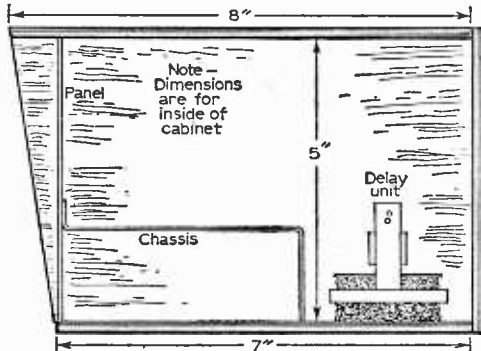 8"
Note –
Dimensions
are for
inside of
cabinet
Panel
5"
Delay
unit
Chassis
7"